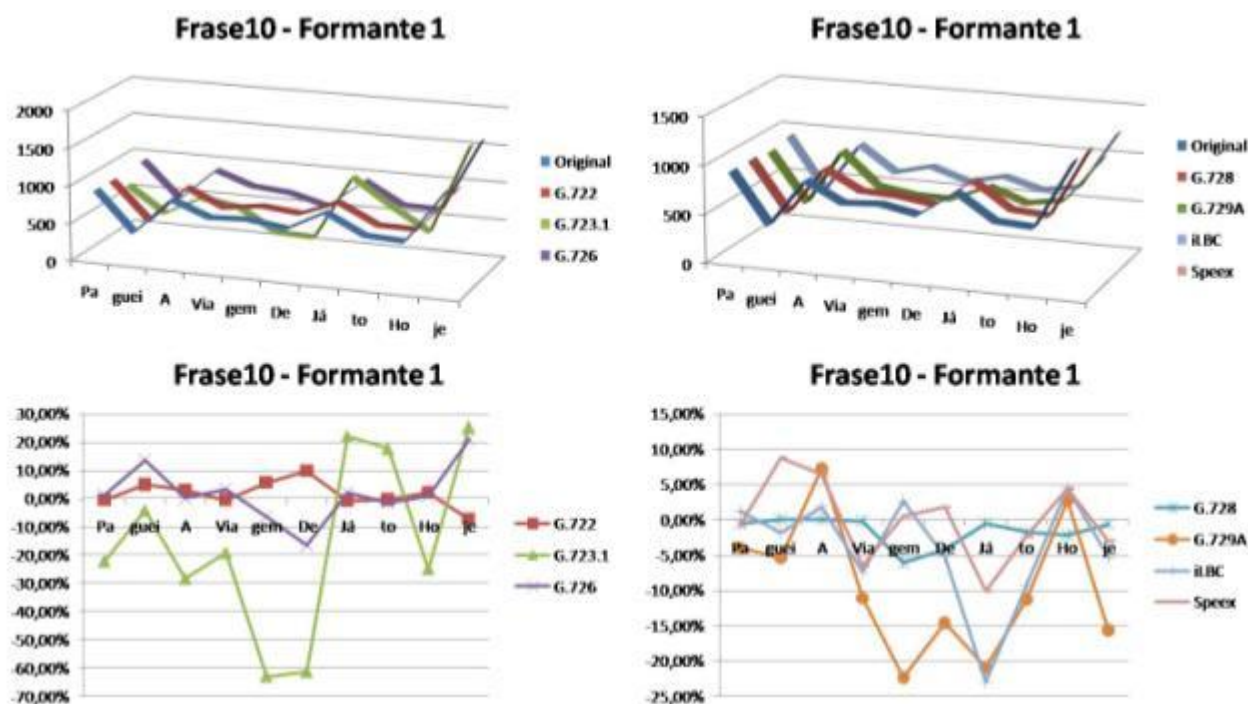 Frase10 - Formante 1
2000
1500
1000
500
0
Pa
guei
A
Via
gem
De
Já
to
Ho
je
Original
G.722
G.723.1
G.726
Frase10 - Formante 1
1500
1000
500
0
Pa
guei
A
Via
gem
De
Já
to
Ho
je
Original
G.728
G.729A
iLBC
Speex
Frase10 - Formante 1
30,00%
20,00%
10,00%
0,00%
-10,00%
-20,00%
-30,00%
-40,00%
-50,00%
-60,00%
-70,00%
Pa guei A Via gem De Já to Ho je
G.722
G.723.1
G.726
Frase10 - Formante 1
15,00%
10,00%
5,00%
0,00%
-5,00%
-10,00%
-15,00%
-20,00%
-25,00%
Pa guei A Via gem De Já to Ho je
G.728
G.729A
iLBC
Speex